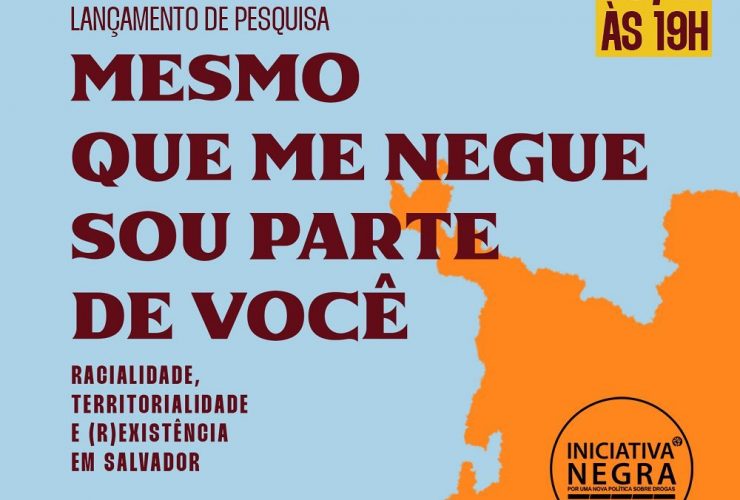 LANÇAMENTO DE PESQUISA
ÀS 19H
MESMO
QUE ME NEGUE
SOU PARTE
DE VOCÊ
RACIALIDADE,
TERRITORIALIDADE
E (R)EXISTÊNCIA
EM SALVADOR
INICIATIVA
NEGRA
POR UMA NOVA POLÍTICA SOBRE DROGAS